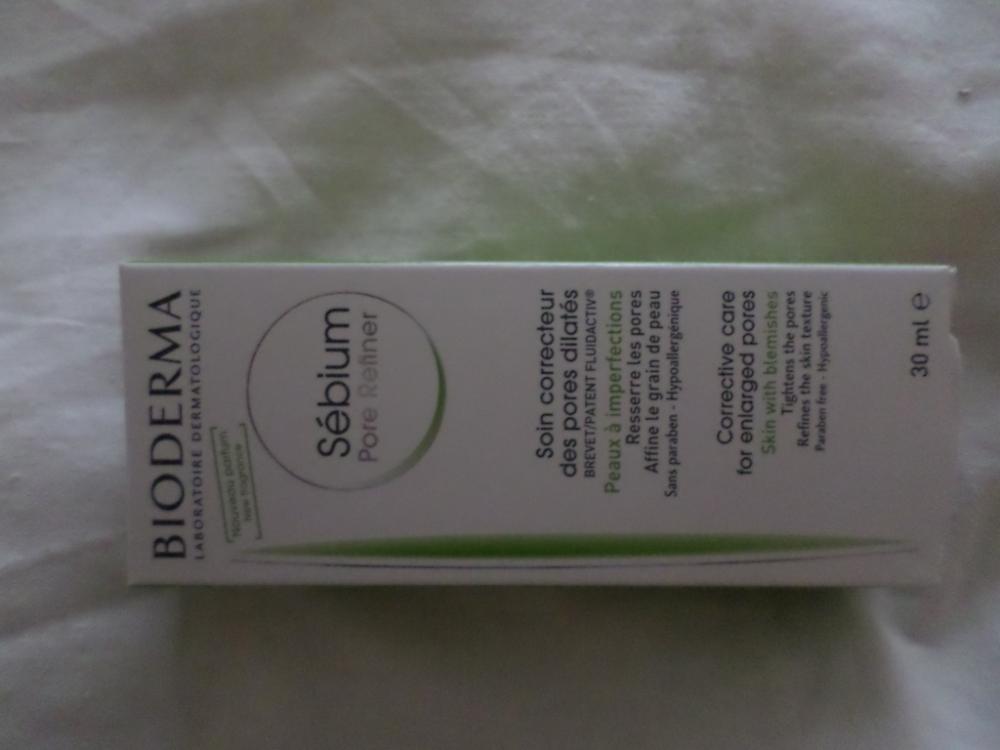 BIODERMA
LABORATOIRE DERMATOLOGIQUE
Nouveau parfum
New fragrance
Sébium
Pore Refiner
Soin correcteur
des pores dilatés
BREVET/PATENT FLUIDACTIV®
Peaux à imperfections
Resserre les pores
Affine le grain de peau
Sans paraben - Hypoallergénique
Corrective care
for enlarged pores
Skin with blemishes
Tightens the pores
Refines the skin texture
Paraben free - Hypoallergenic
30 ml ℮